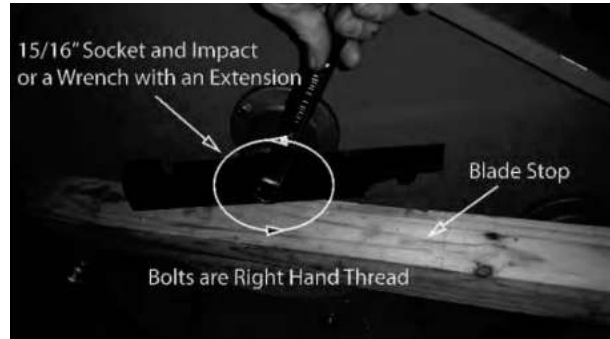 15/16" Socket and Impact
or a Wrench with an Extension
Blade Stop
Bolts are Right Hand Thread